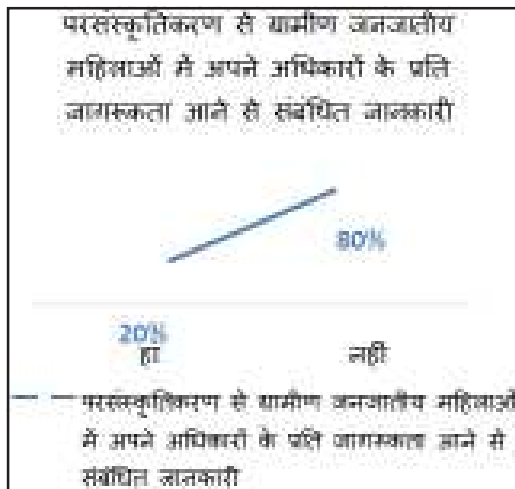 परसंस्कृतिकरण से ग्रामीण जनजातीय
महिलाओं में अपने अधिकारों के प्रति
जागरूकता आने से संबंधित जानकारी
80%
20%
हा नहीं
परसंस्कृतिकरण से ग्रामीण जनजातीय महिलाओं
में अपने अधिकारों के प्रति जागरूकता आने से
संबंधित जानकारी